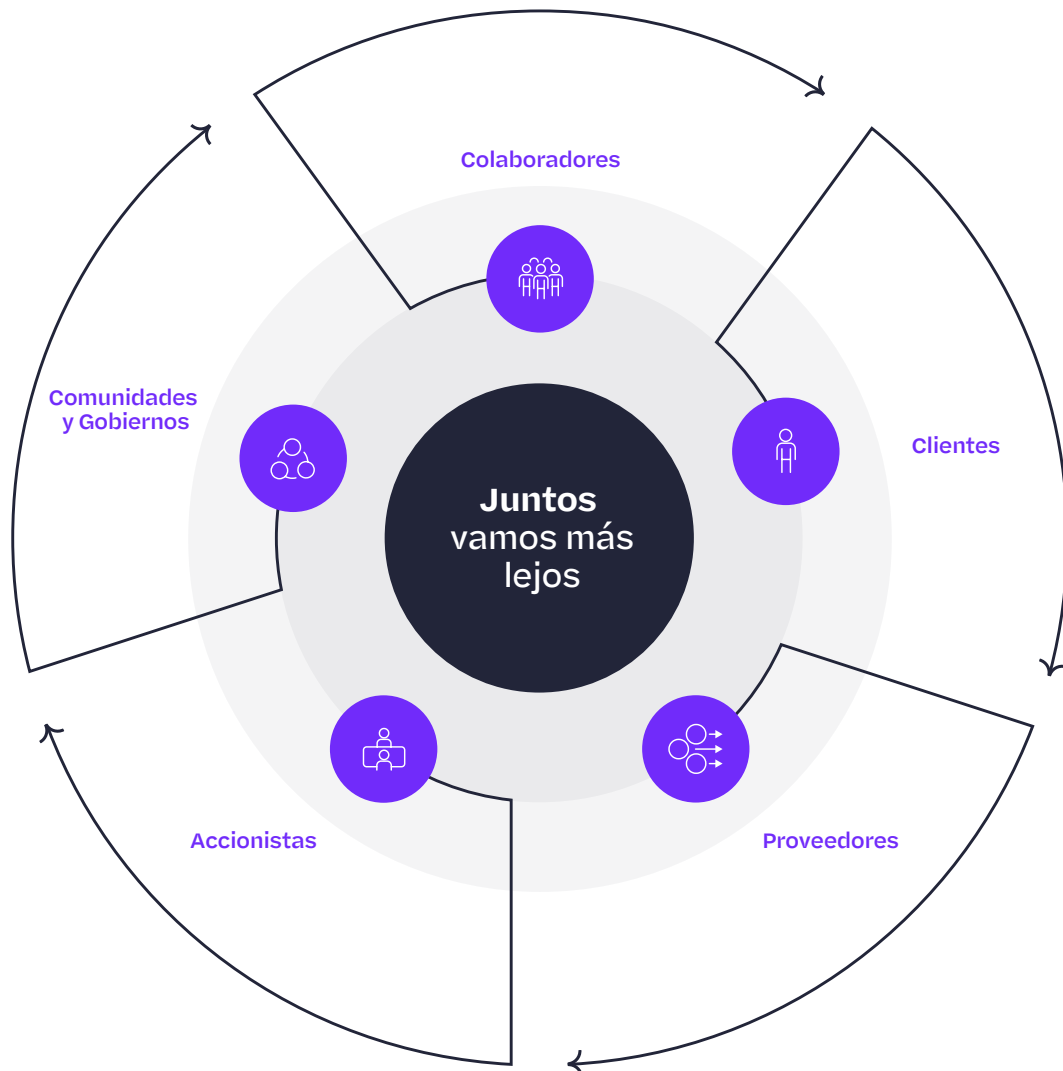 Colaboradores
Comunidades
y Gobiernos
Clientes
Juntos
vamos más
lejos
Accionistas
Proveedores